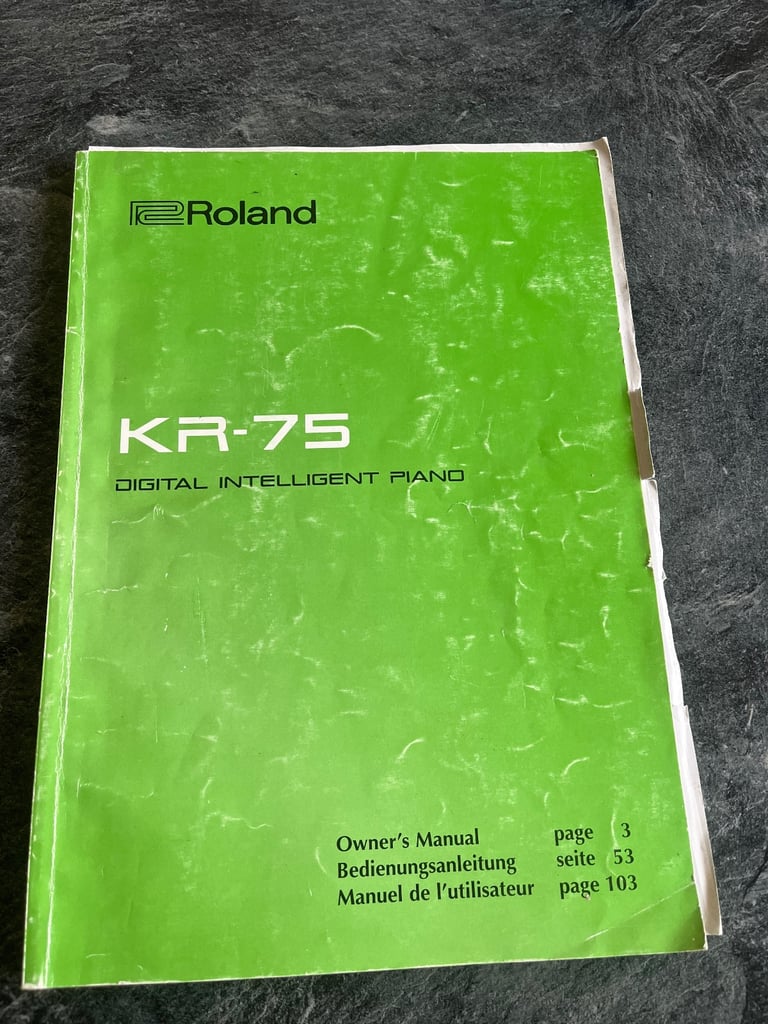 Roland
KR-75
DIGITAL INTELLIGENT PIANO
Owner's Manual page 3
Bedienungsanleitung seite 53
Manuel de l'utilisateur page 103